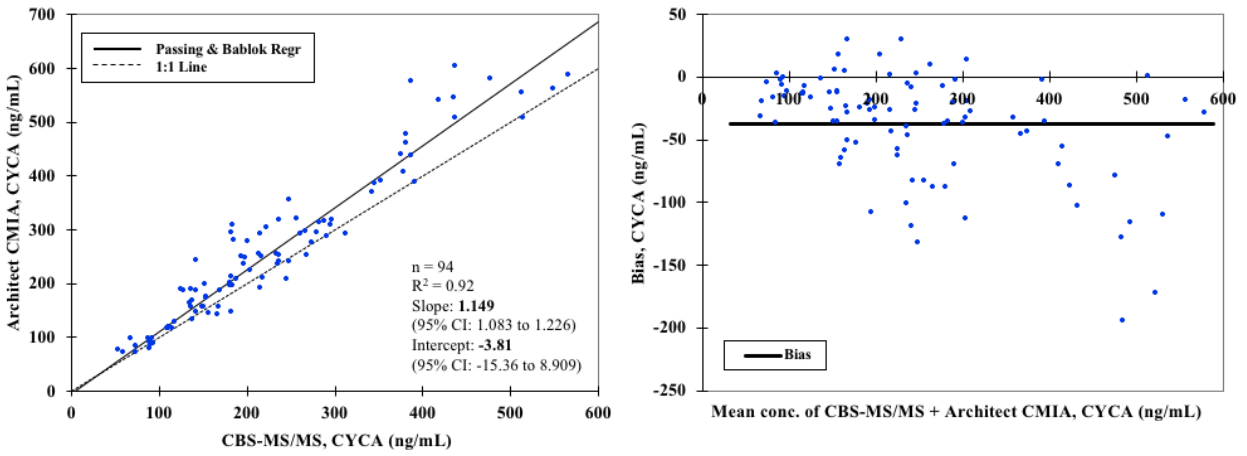 700
600
500
400
300
200
100
0
Architect CMIA, CYCA (ng/mL)
Passing & Bablok Regr
1:1 Line
n = 94
R² = 0.92
Slope: 1.149
(95% CI: 1.083 to 1.226)
Intercept: -3.81
(95% CI: -15.36 to 8.909)
0 100 200 300 400 500 600
CBS-MS/MS, CYCA (ng/mL)
50
0
-50
-100
-150
-200
-250
Bias, CYCA (ng/mL)
0 100 200 300 400 500 600
Bias
Mean conc. of CBS-MS/MS + Architect CMIA, CYCA (ng/mL)